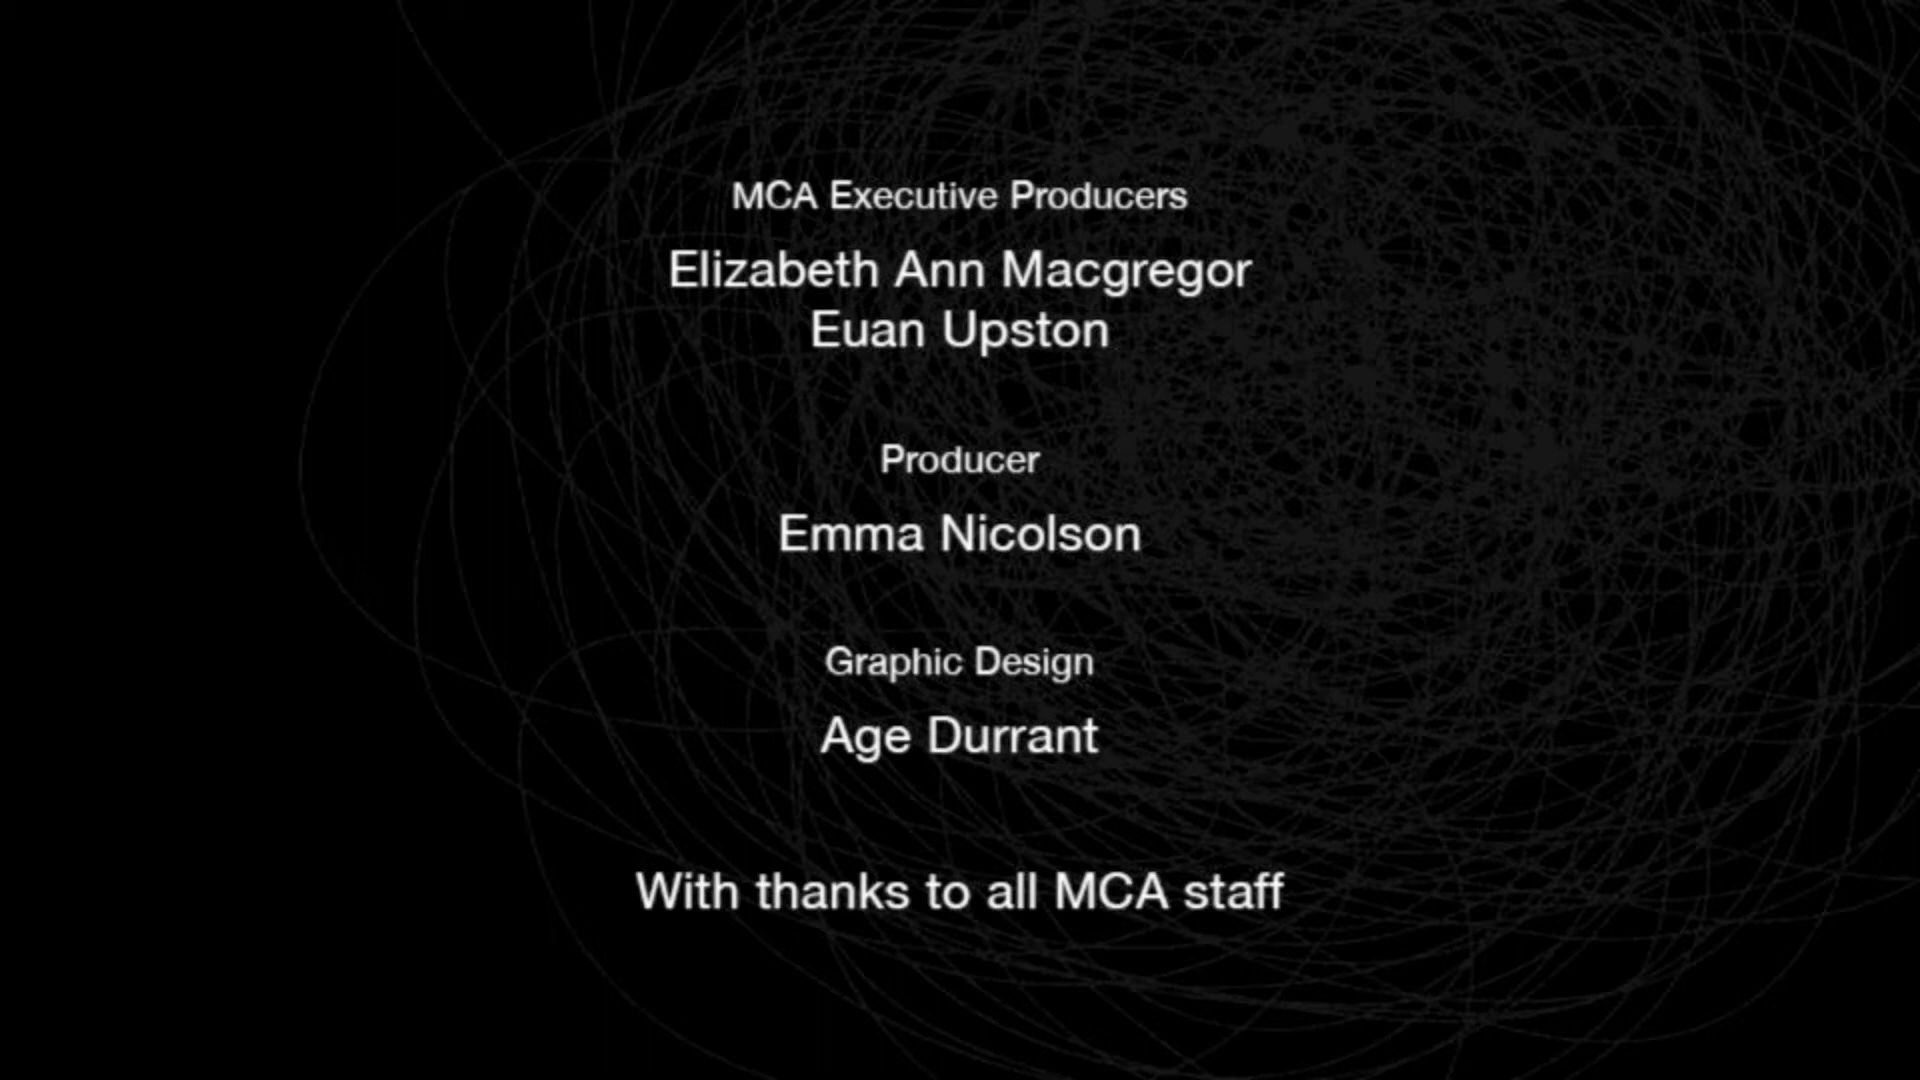 MCA Executive Producers
Elizabeth Ann Macgregor
Euan Upston
Producer
Emma Nicolson
Graphic Design
Age Durrant
With thanks to all MCA staff